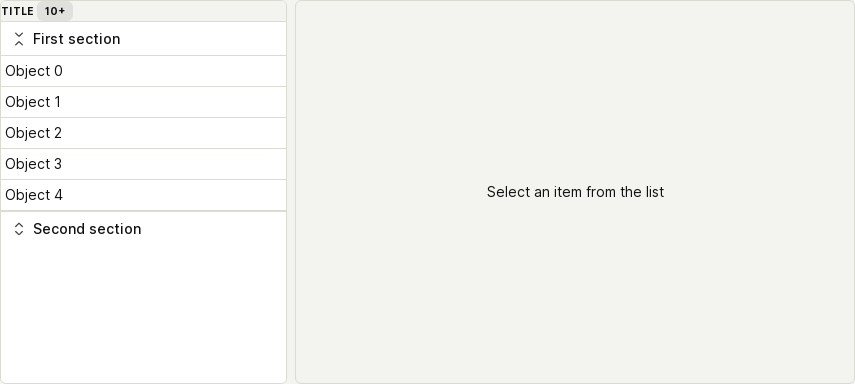 TITLE 10+
First section
Object 0
Object 1
Object 2
Object 3
Object 4
Second section
Select an item from the list